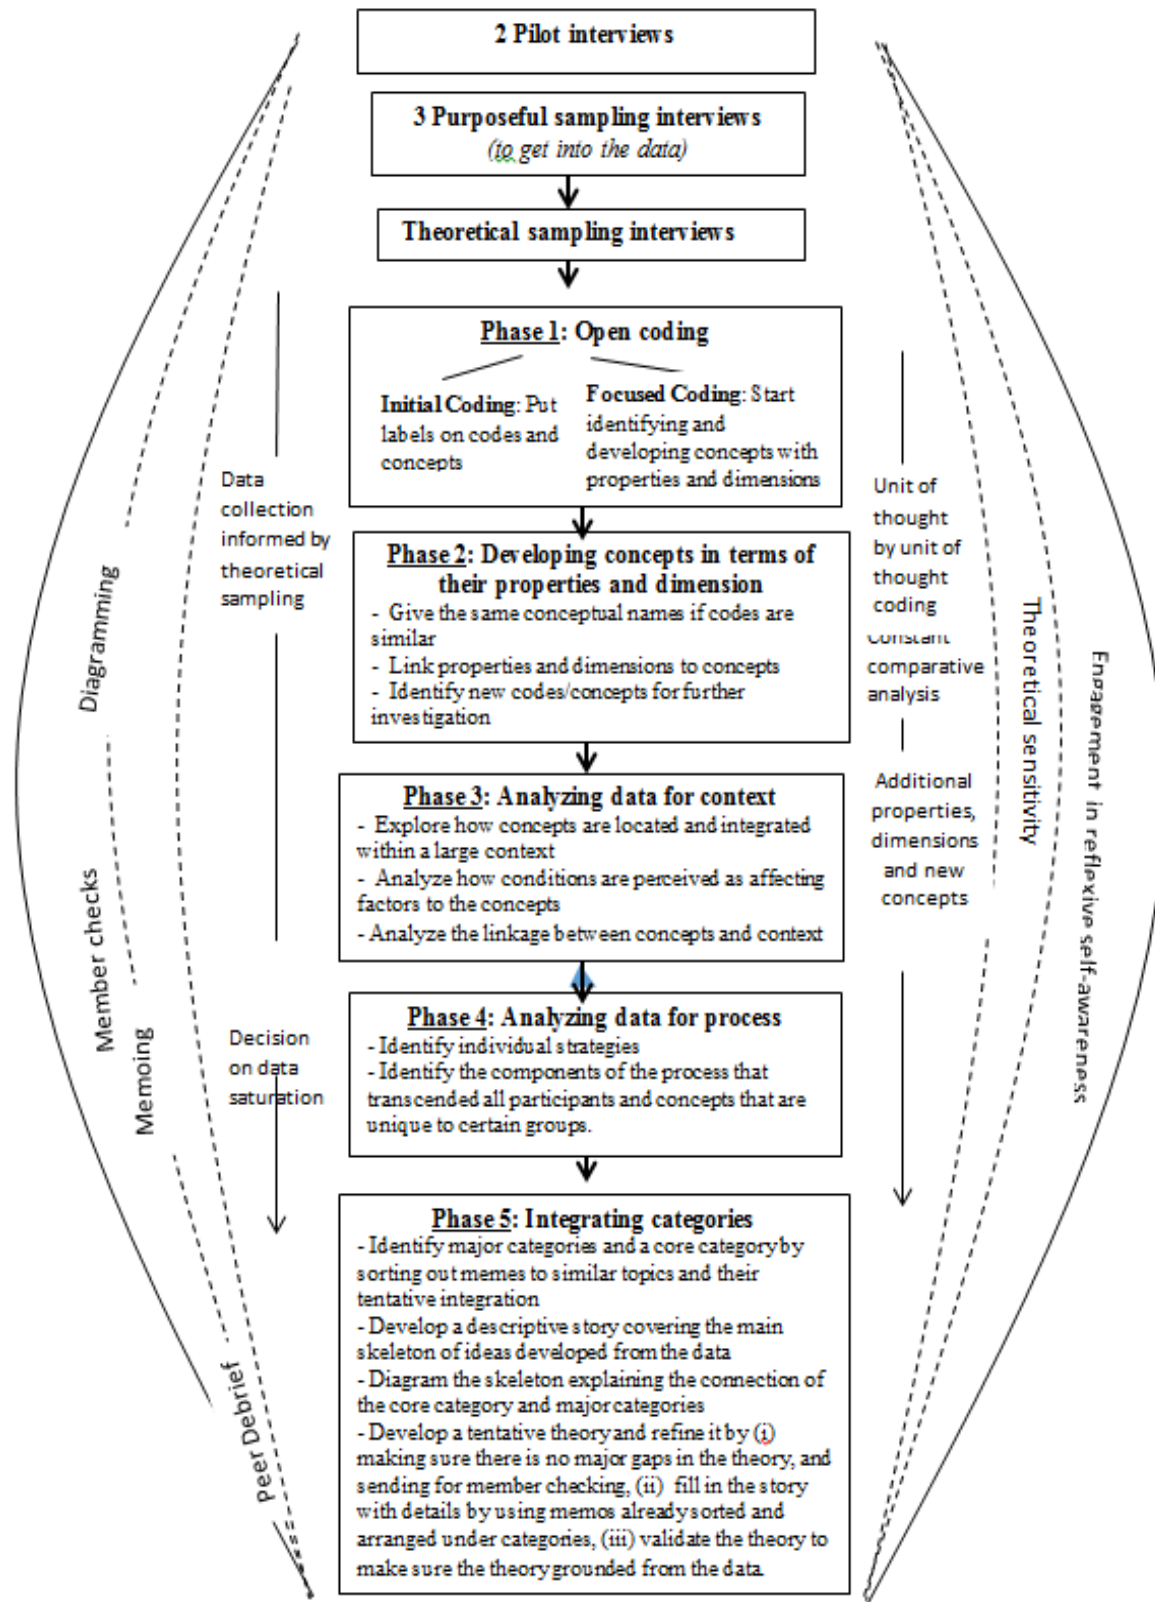 2 Pilot interviews
3 Purposeful sampling interviews
(to get into the data)
Theoretical sampling interviews
Phase 1: Open coding
Initial Coding: Put
labels on codes and
concepts
Focused Coding: Start
identifying and
developing concepts with
properties and dimensions
Phase 2: Developing concepts in terms of
their properties and dimension
- Give the same conceptual names if codes are
similar
- Link properties and dimensions to concepts
- Identify new codes/concepts for further
investigation
Phase 3: Analyzing data for context
- Explore how concepts are located and integrated
within a large context
- Analyze how conditions are perceived as affecting
factors to the concepts
- Analyze the linkage between concepts and context
Phase 4: Analyzing data for process
- Identify individual strategies
- Identify the components of the process that
transcended all participants and concepts that are
unique to certain groups.
Phase 5: Integrating categories
- Identify major categories and a core category by
sorting out memes to similar topics and their
tentative integration
- Develop a descriptive story covering the main
skeleton of ideas developed from the data
- Diagram the skeleton explaining the connection of
the core category and major categories
- Develop a tentative theory and refine it by (i)
making sure there is no major gaps in the theory, and
sending for member checking, (ii) fill in the story
with details by using memos already sorted and
arranged under categories, (iii) validate the theory to
make sure the theory grounded from the data.
Data
collection
informed by
theoretical
sampling
Decision
on data
saturation
Diagramming
Member checks
Memoing
Peer Debrief
Unit of
thought
by unit of
thought
coding
Constant
comparative
analysis
Additional
properties,
dimensions
and new
concepts
Theoretical sensitivity
Engagement in reflexive self-awareness